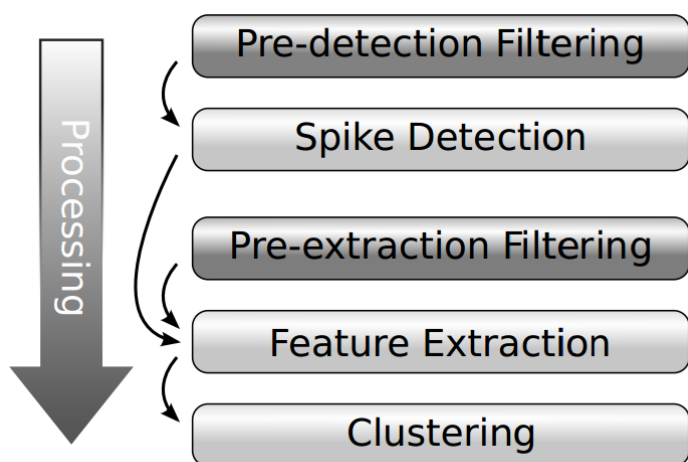 Pre-detection Filtering
Spike Detection
Pre-extraction Filtering
Feature Extraction
Clustering
Processing